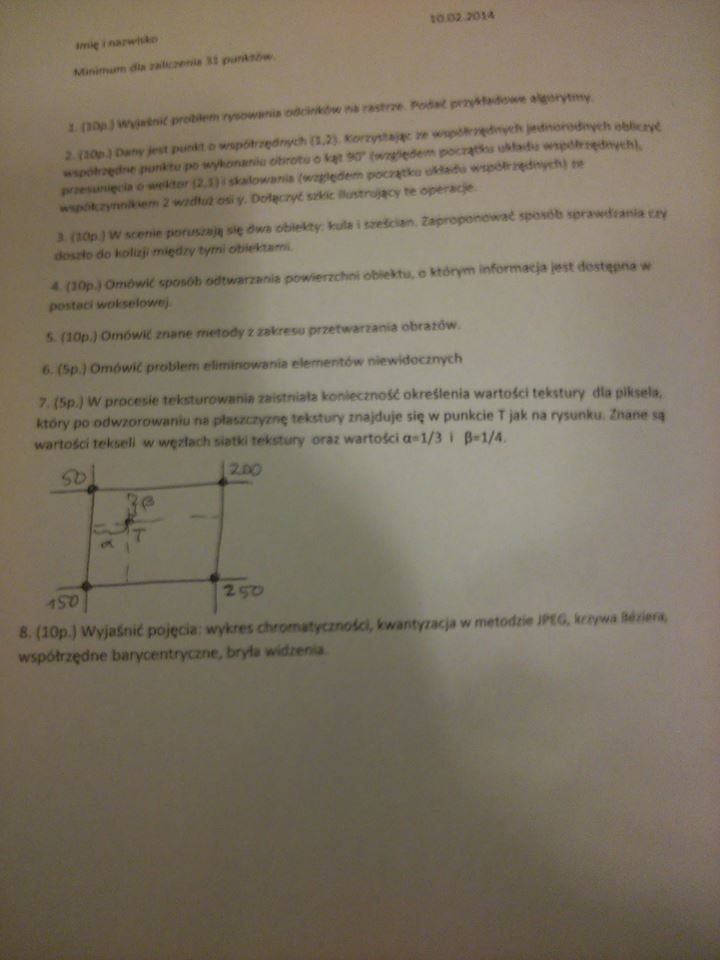 10.02.2014
Imię i nazwisko
Minimum dla zaliczenia 31 punktów.
1. (10p.) Wyjaśnić problem rysowania odcinków na rastrze. Podać przykładowe algorytmy.
2. (10p.) Dany jest punkt o współrzędnych (1,2). Korzystając ze współrzędnych jednorodnych obliczyć
współrzędne punktu po wykonaniu obrotu o kąt 90° (względem początku układu współrzędnych),
przesunięcia o wektor (2,1) i skalowania (względem początku układu współrzędnych) ze
współczynnikiem 2 wzdłuż osi y. Dołączyć szkic ilustrujący te operacje.
3. (10p.) W scenie poruszają się dwa obiekty: kula i sześcian. Zaproponować sposób sprawdzania czy
doszło do kolizji między tymi obiektami.
4. (10p.) Omówić sposób odtwarzania powierzchni obiektu, o którym informacja jest dostępna w
postaci wokselowej.
5. (10p.) Omówić znane metody z zakresu przetwarzania obrazów.
6. (5p.) Omówić problem eliminowania elementów niewidocznych
7. (5p.) W procesie teksturowania zaistniała konieczność określenia wartości tekstury dla piksela,
który po odwzorowaniu na płaszczyznę tekstury znajduje się w punkcie T jak na rysunku. Znane są
wartości tekseli w węzłach siatki tekstury oraz wartości α=1/3 i β=1/4.
50 200
β
α T
150 250
8. (10p.) Wyjaśnić pojęcia: wykres chromatyczności, kwantyzacja w metodzie JPEG, krzywa Béziera,
współrzędne barycentryczne, bryła widzenia.